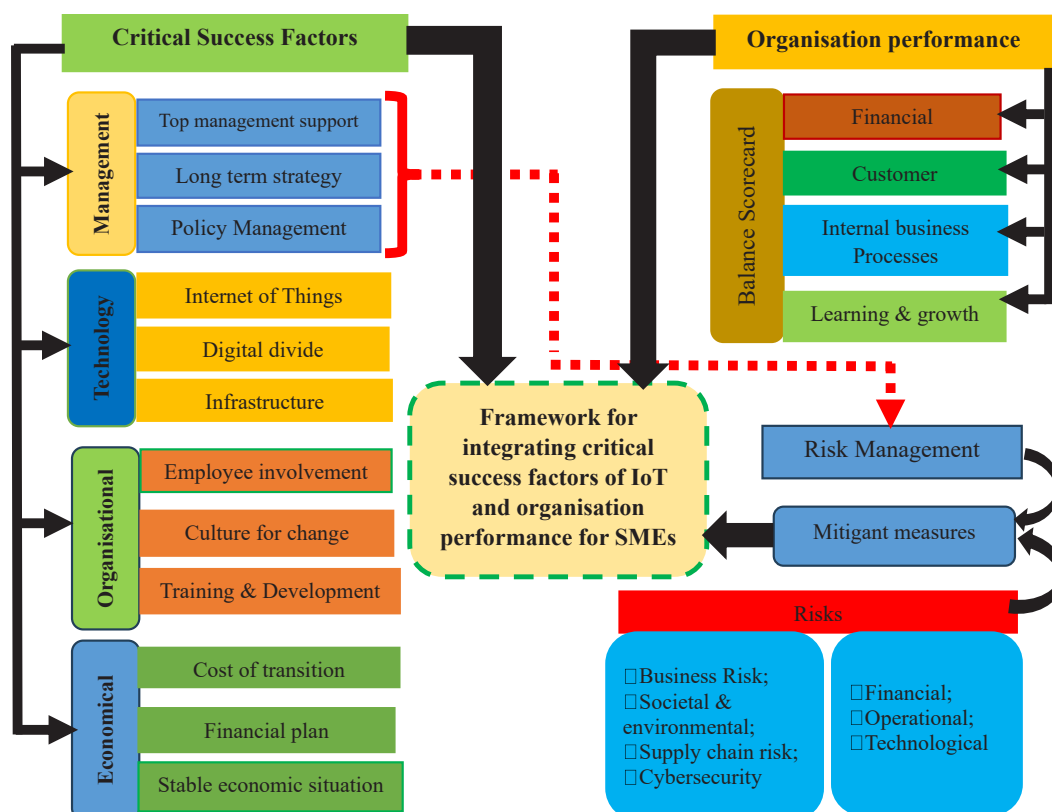 Critical Success Factors
Management
Top management support
Long term strategy
Policy Management
Technology
Internet of Things
Digital divide
Infrastructure
Organisational
Employee involvement
Culture for change
Training & Development
Economical
Cost of transition
Financial plan
Stable economic situation
Framework for
integrating critical
success factors of IoT
and organisation
performance for SMEs
Organisation performance
Balance Scorecard
Financial
Customer
Internal business
Processes
Learning & growth
Risk Management
Mitigant measures
Risks
□Business Risk;
□Societal &
environmental;
□Supply chain risk;
□Cybersecurity
□Financial;
□Operational;
□Technological